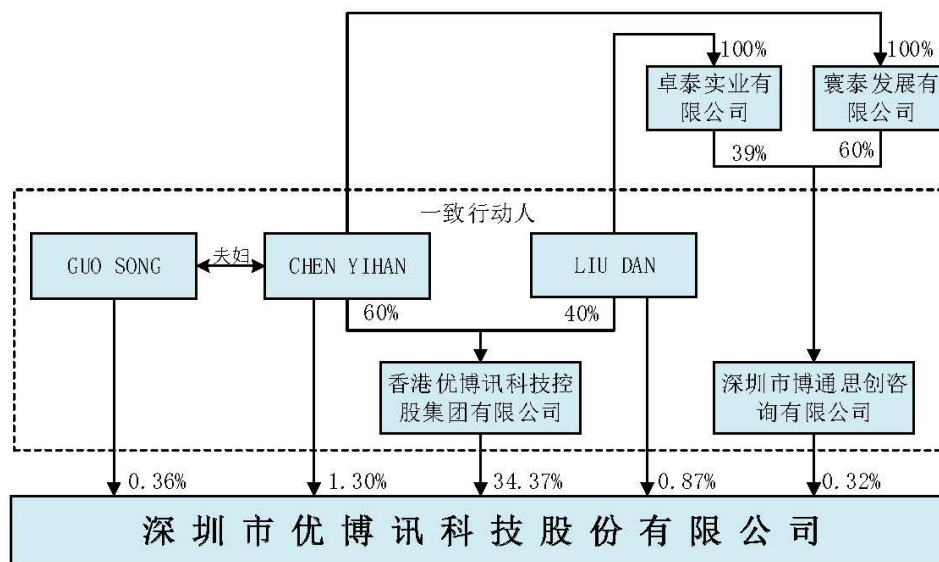 100%
100%
卓泰实业有
限公司
寰泰发展有
限公司
39%
60%
一致行动人
GUO SONG
夫妇
CHEN YIHAN
LIU DAN
60%
40%
香港优博讯科技控
股集团有限公司
深圳市博通思创咨
询有限公司
0.36%
1.30%
34.37%
0.87%
0.32%
深圳市优博讯科技股份有限公司